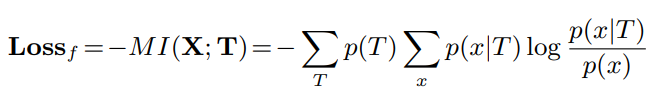 Loss_f = −MI(X; T) = − ∑_T p(T) ∑_x p(x|T) log p(x|T) / p(x)